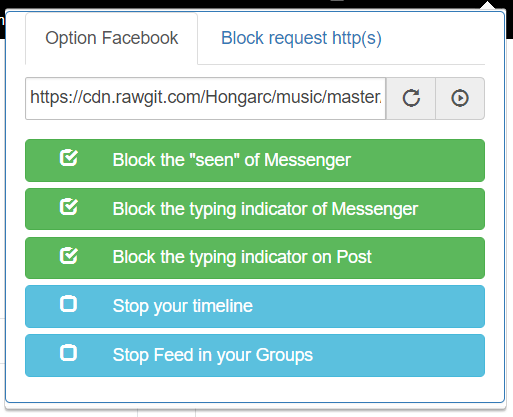 Option Facebook
Block request http(s)
https://cdn.rawgit.com/Hongarc/music/master.
Block the "seen" of Messenger
Block the typing indicator of Messenger
Block the typing indicator on Post
Stop your timeline
Stop Feed in your Groups